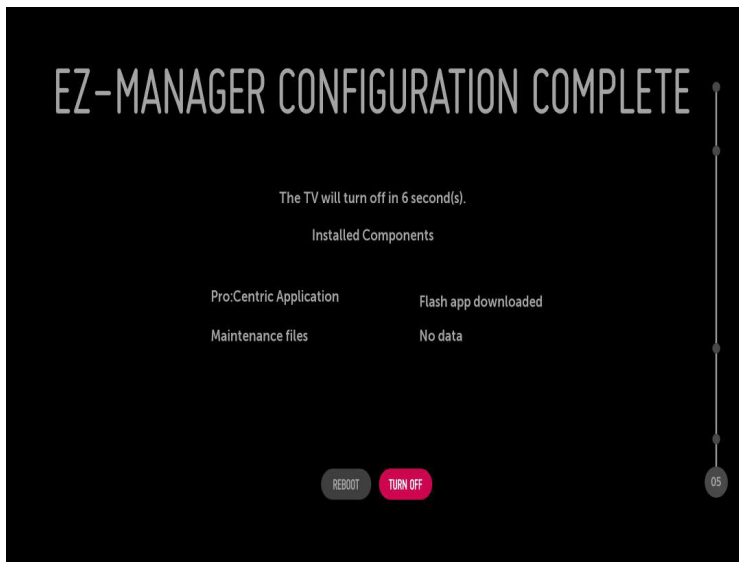 EZ-MANAGER CONFIGURATION COMPLETE
The TV will turn off in 6 second(s).
Installed Components
Pro:Centric Application Flash app downloaded
Maintenance files No data
REBOOT TURN OFF
05